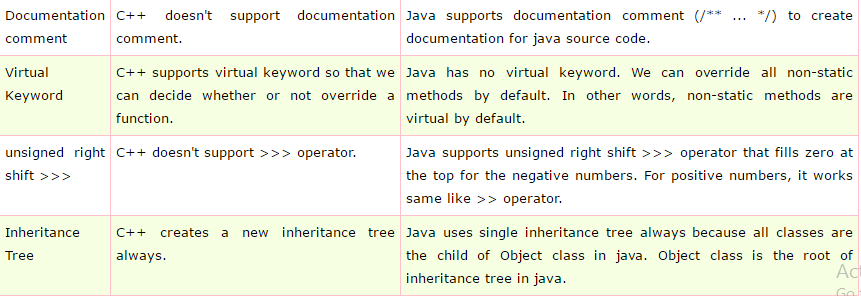 Documentation comment
C++ doesn't support documentation comment.
Java supports documentation comment (/** ... */) to create documentation for java source code.
Virtual Keyword
C++ supports virtual keyword so that we can decide whether or not override a function.
Java has no virtual keyword. We can override all non-static methods by default. In other words, non-static methods are virtual by default.
unsigned right shift >>>
C++ doesn't support >>> operator.
Java supports unsigned right shift >>> operator that fills zero at the top for the negative numbers. For positive numbers, it works same like >> operator.
Inheritance Tree
C++ creates a new inheritance tree always.
Java uses single inheritance tree always because all classes are the child of Object class in java. Object class is the root of inheritance tree in java.